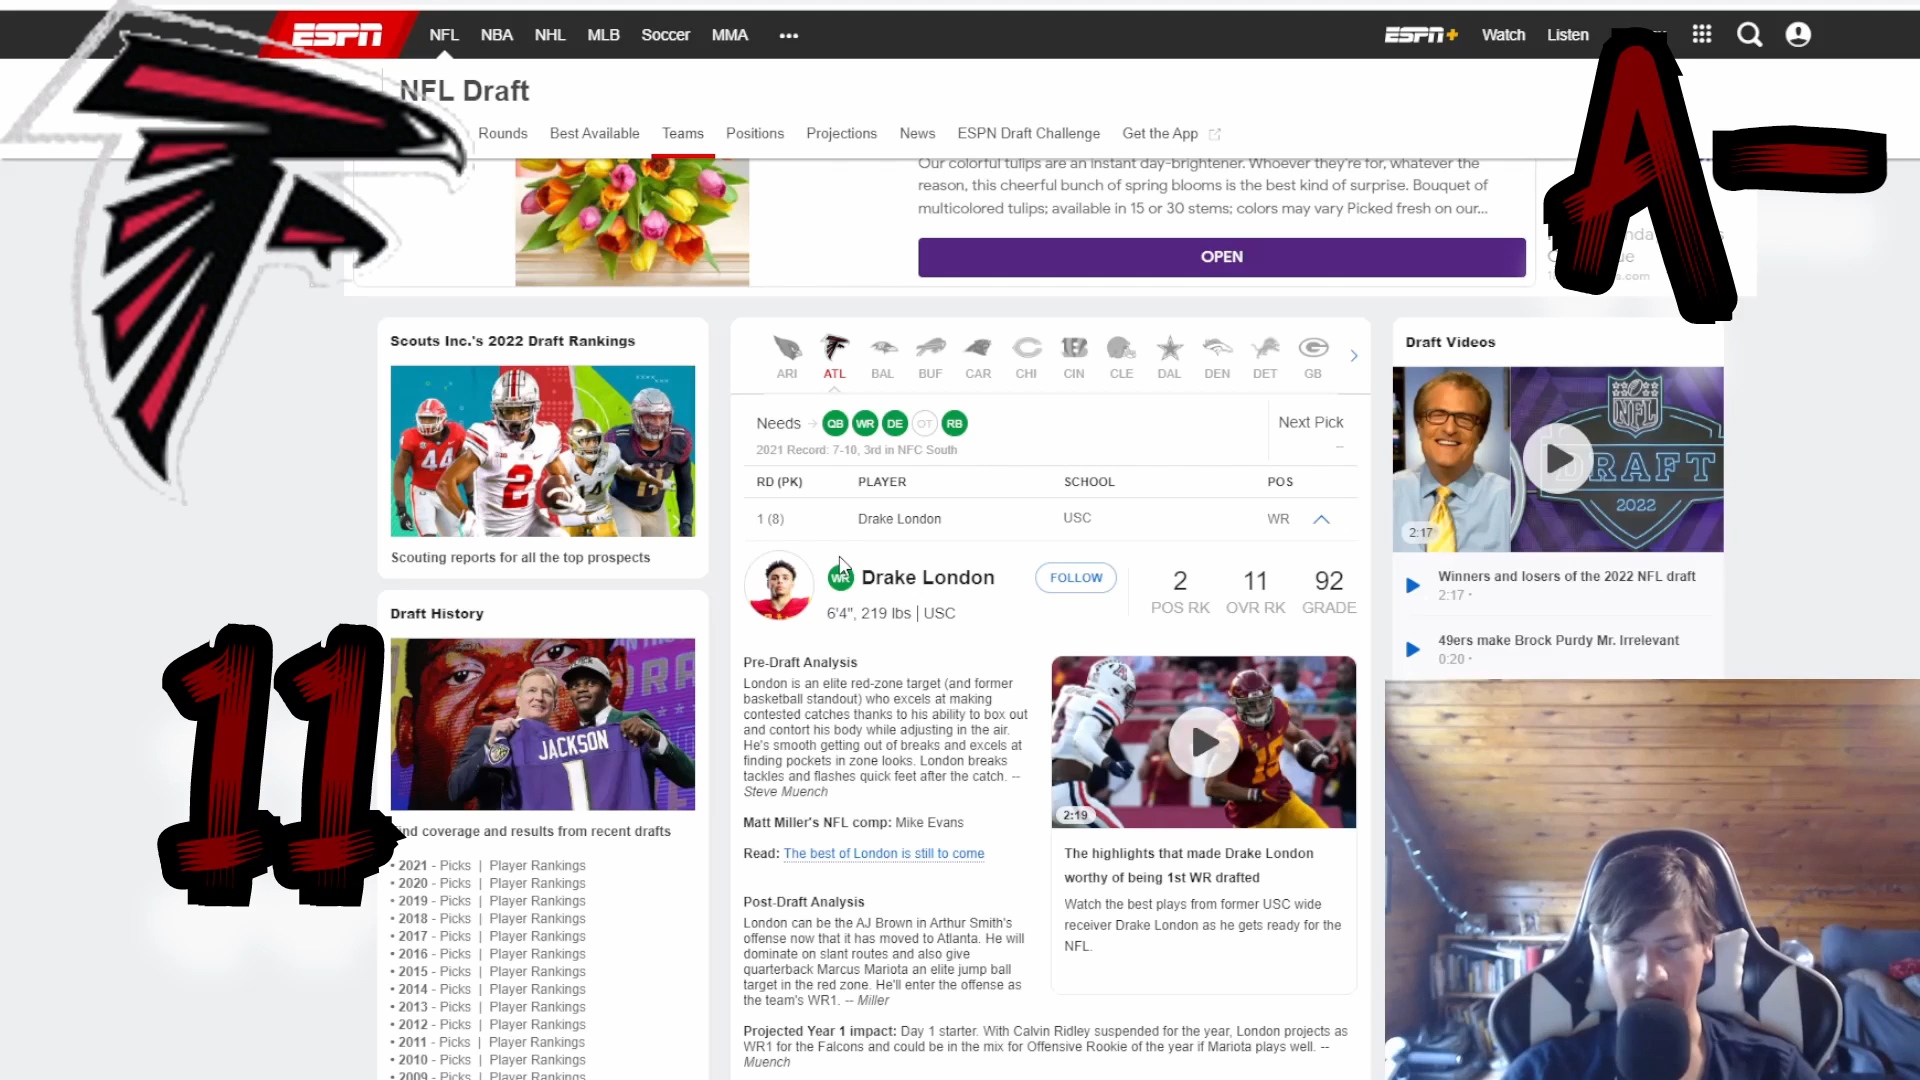 ESPN NFL NBA NHL MLB Soccer MMA ••• ESPN+ Watch Listen
NFL Draft
Rounds Best Available Teams Positions Projections News ESPN Draft Challenge Get the App
A-
Our colorful tulips are an instant day-brightener. Whoever they're for, whatever the
reason, this cheerful bunch of spring blooms is the best kind of surprise. Bouquet of
multicolored tulips; available in 15 or 30 stems; colors may vary Picked fresh on our...
OPEN
Scouts Inc.'s 2022 Draft Rankings
44
2
Scouting reports for all the top prospects
Draft History
JACKSON
1
ind coverage and results from recent drafts
11
• 2021 - Picks | Player Rankings
• 2020 - Picks | Player Rankings
• 2019 - Picks | Player Rankings
• 2018 - Picks | Player Rankings
• 2017 - Picks | Player Rankings
• 2016 - Picks | Player Rankings
• 2015 - Picks | Player Rankings
• 2014 - Picks | Player Rankings
• 2013 - Picks | Player Rankings
• 2012 - Picks | Player Rankings
• 2011 - Picks | Player Rankings
• 2010 - Picks | Player Rankings
• 2009 - Picks | Player Rankings
ARI ATL BAL BUF CAR CHI CIN CLE DAL DEN DET GB
Needs QB WR DE OT RB
2021 Record: 7-10, 3rd in NFC South
Next Pick
--
RD (PK) PLAYER SCHOOL POS
1 (8) Drake London USC WR
WR Drake London
6'4", 219 lbs | USC
FOLLOW
2 11 92
POS RK OVR RK GRADE
Pre-Draft Analysis
London is an elite red-zone target (and former
basketball standout) who excels at making
contested catches thanks to his ability to box out
and contort his body while adjusting in the air.
He's smooth getting out of breaks and excels at
finding pockets in zone looks. London breaks
tackles and flashes quick feet after the catch. --
Steve Muench
Matt Miller's NFL comp: Mike Evans
Read: The best of London is still to come
Post-Draft Analysis
London can be the AJ Brown in Arthur Smith's
offense now that it has moved to Atlanta. He will
dominate on slant routes and also give
quarterback Marcus Mariota an elite jump ball
target in the red zone. He'll enter the offense as
the team's WR1. -- Miller
Projected Year 1 impact: Day 1 starter. With Calvin Ridley suspended for the year, London projects as
WR1 for the Falcons and could be in the mix for Offensive Rookie of the year if Mariota plays well. --
Muench
15
2:19
The highlights that made Drake London
worthy of being 1st WR drafted
Watch the best plays from former USC wide
receiver Drake London as he gets ready for the
NFL.
Draft Videos
NFL
DRAFT
2022
2:17
Winners and losers of the 2022 NFL draft
2:17 •
49ers make Brock Purdy Mr. Irrelevant
0:20 •